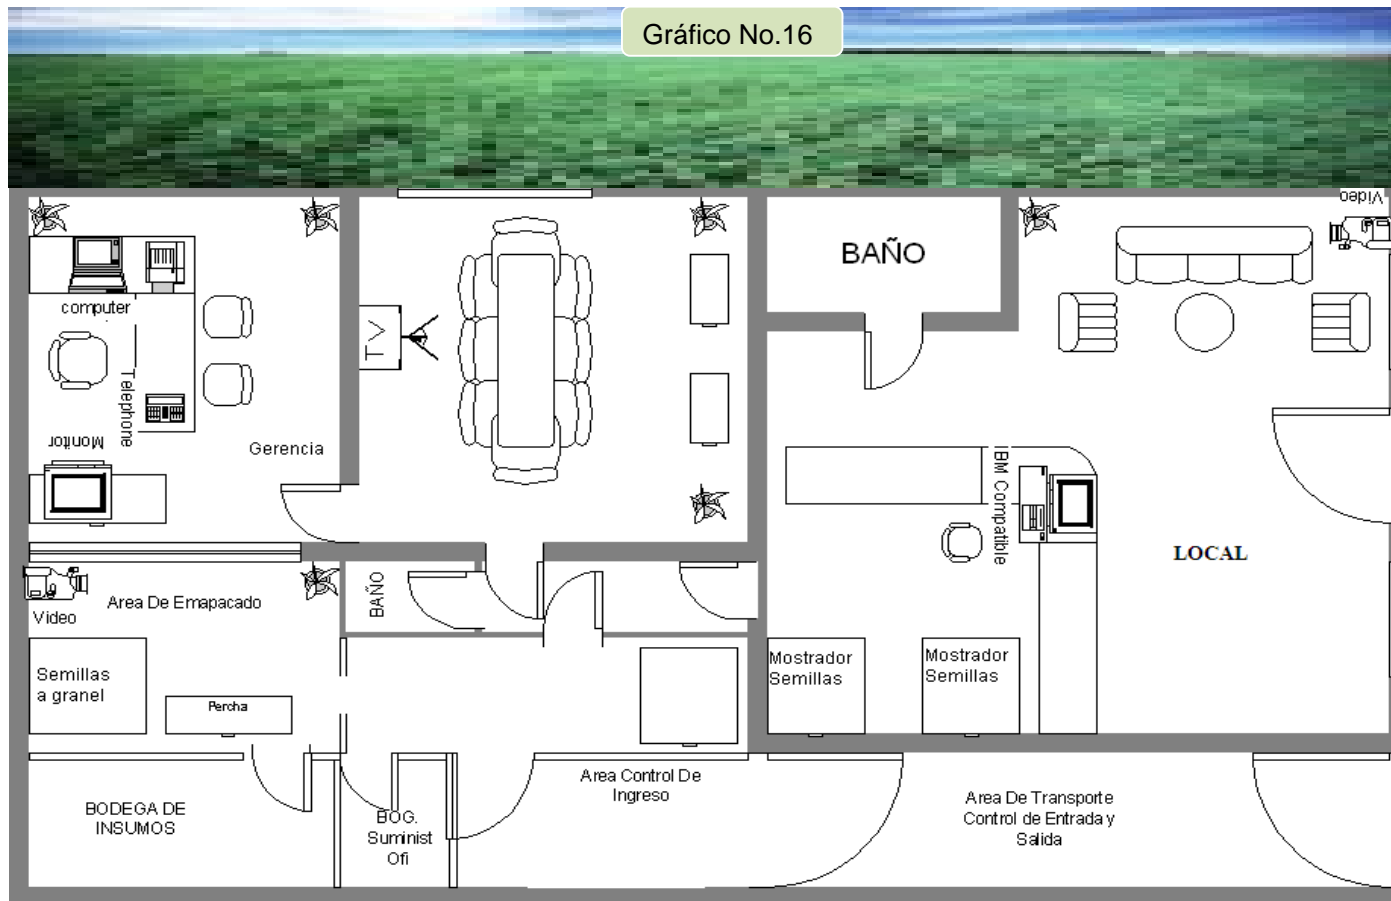 Gráfico No.16
Video
BAÑO
computer
TV
Telephone
Monitor
Gerencia
IBM Compatible
LOCAL
BAÑO
Area De Emapacado
Video
Semillas
a granel
Percha
Mostrador
Semillas
Mostrador
Semillas
Area Control De
Ingreso
BODEGA DE
INSUMOS
BOG.
Suminist
Ofi
Area De Transporte
Control de Entrada y
Salida